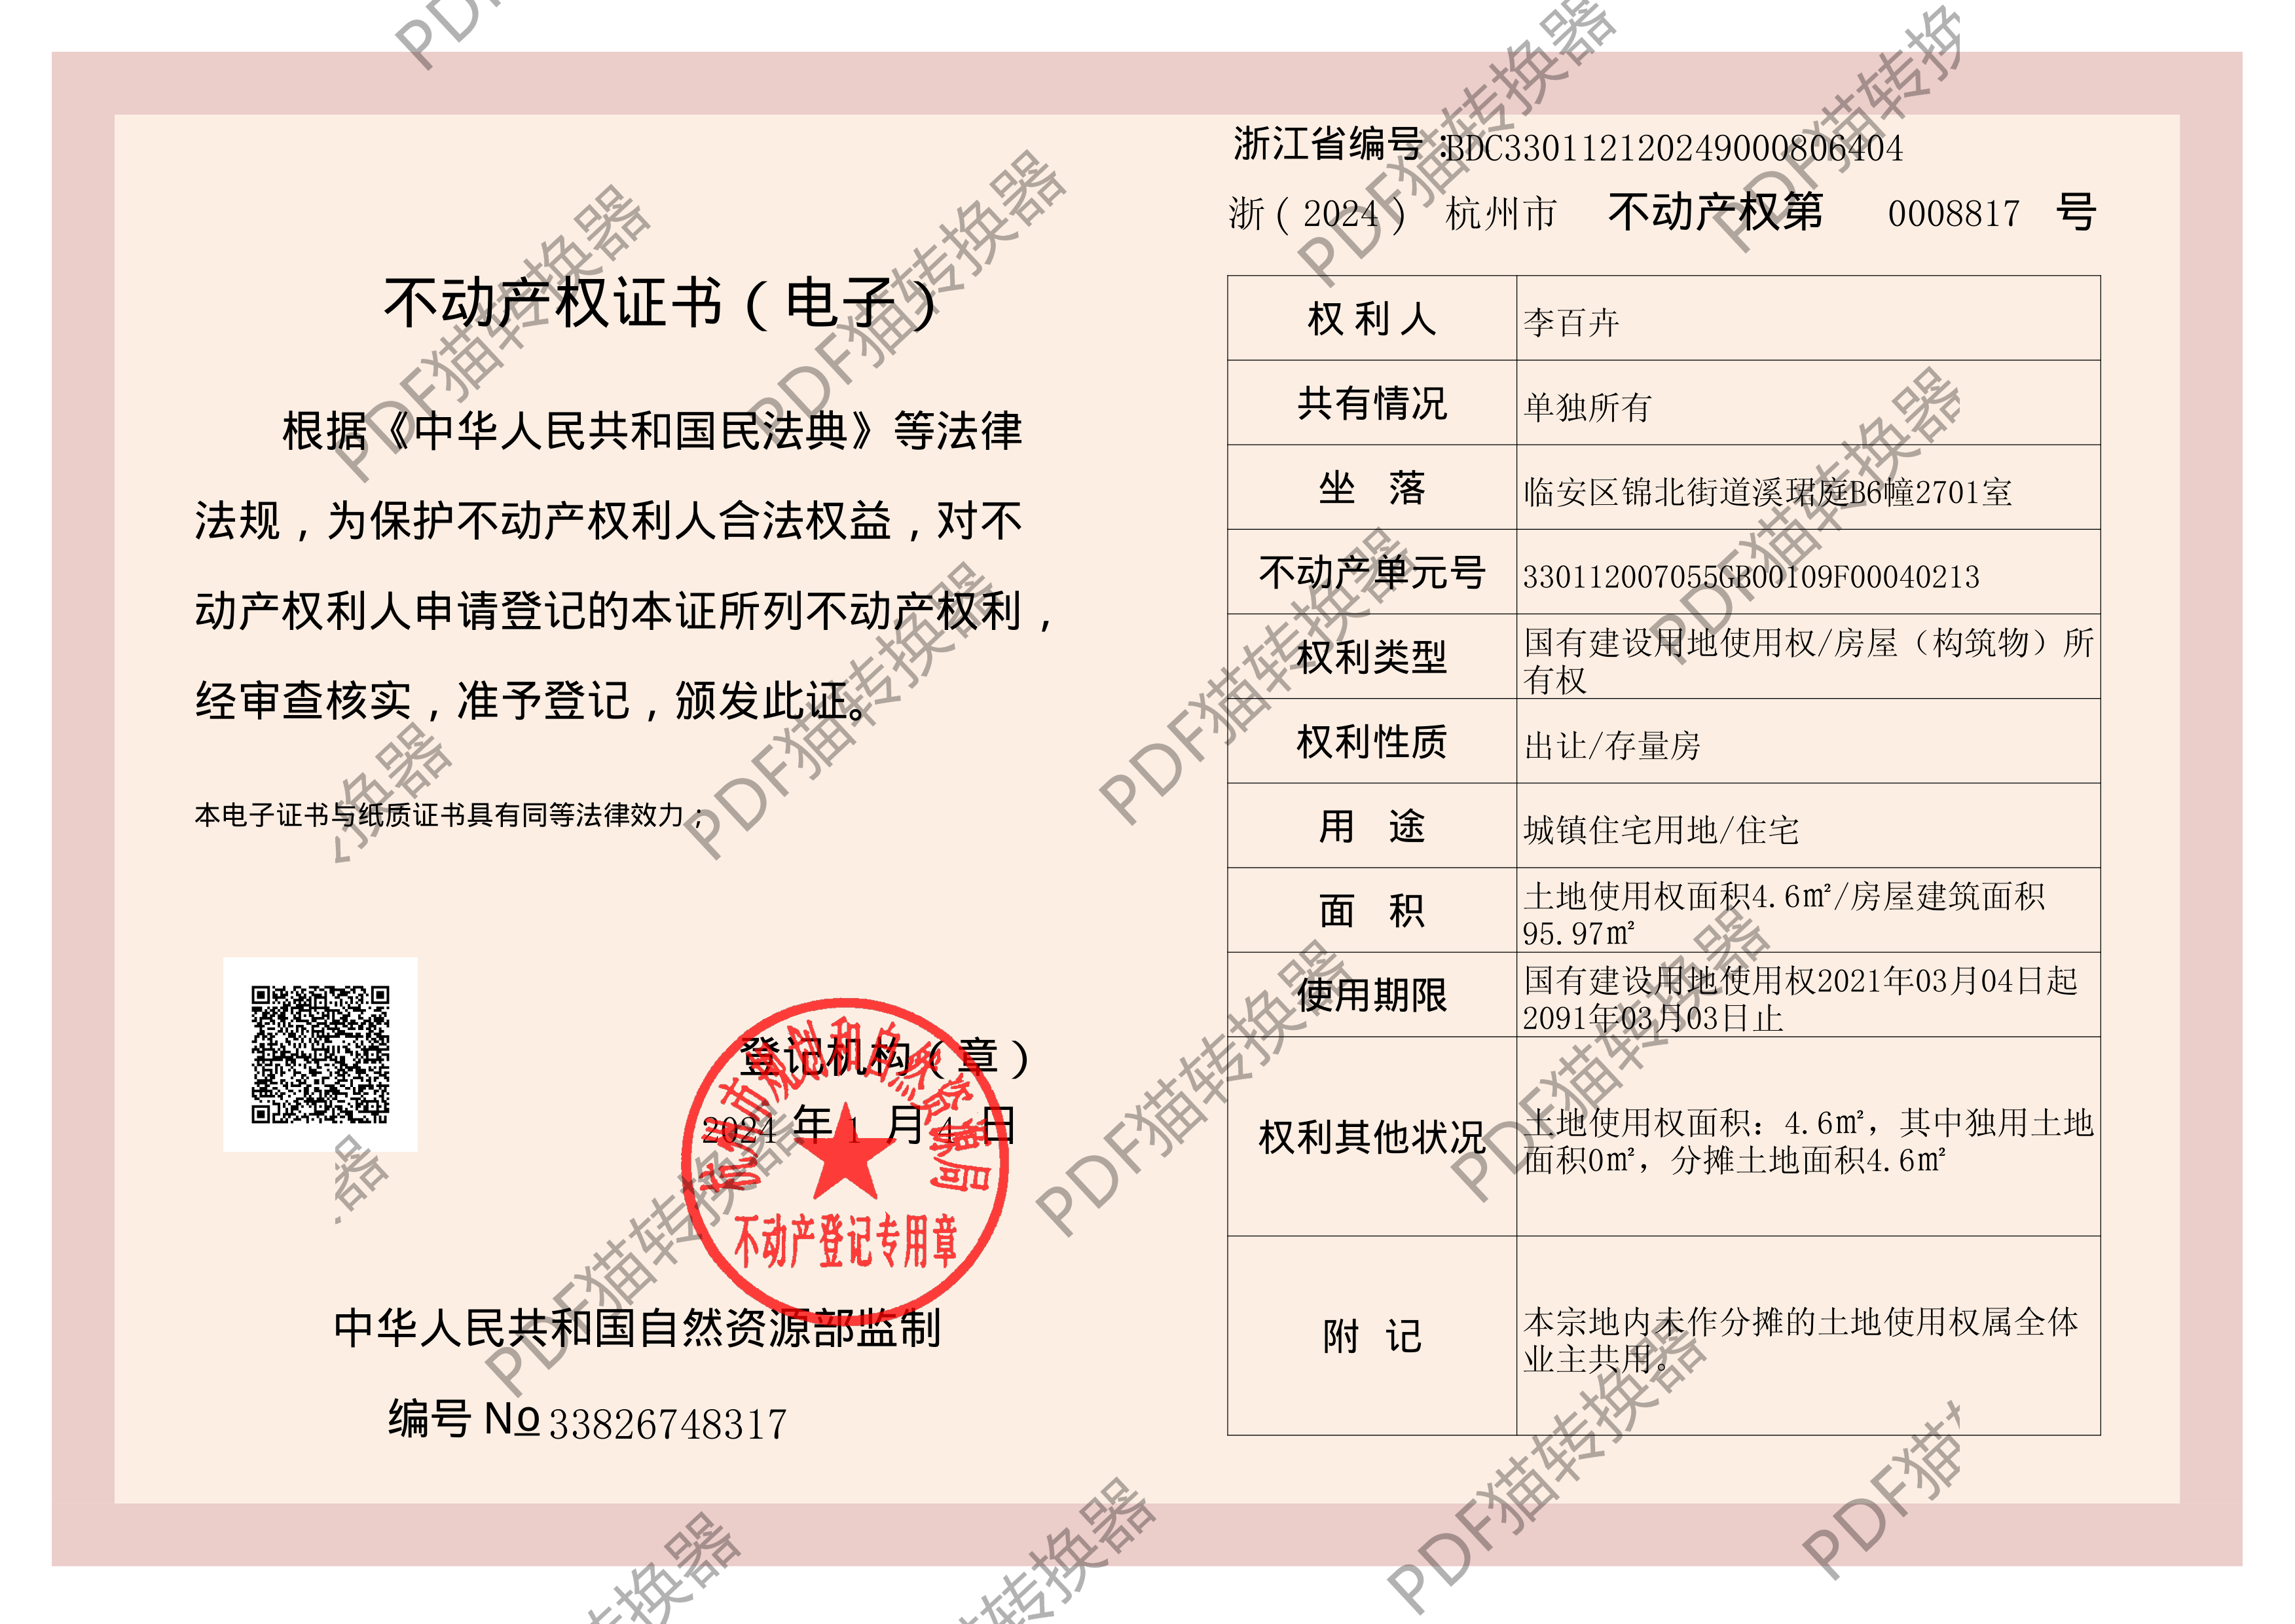 不动产权证书（电子）
根据《中华人民共和国民法典》等法律
法规，为保护不动产权利人合法权益，对不
动产权利人申请登记的本证所列不动产权利，
经审查核实，准予登记，颁发此证。
本电子证书与纸质证书具有同等法律效力；
登记机构（章）
2024 年 1 月 4 日
杭州市规划和自然资源局
不动产登记专用章
中华人民共和国自然资源部监制
编号 No 33826748317
浙江省编号：BDC330112120249000806404
浙（2024） 杭州市 不动产权第 0008817 号
权利人 李百卉
共有情况 单独所有
坐 落 临安区锦北街道溪珺庭B6幢2701室
不动产单元号 330112007055GB00109F00040213
权利类型 国有建设用地使用权/房屋（构筑物）所
有权
权利性质 出让/存量房
用 途 城镇住宅用地/住宅
面 积 土地使用权面积4.6㎡/房屋建筑面积
95.97㎡
使用期限 国有建设用地使用权2021年03月04日起
2091年03月03日止
权利其他状况 土地使用权面积：4.6㎡，其中独用土地
面积0㎡，分摊土地面积4.6㎡
附 记 本宗地内未作分摊的土地使用权属全体
业主共用。
PDF猫转换器
PDF猫转换器
PDF猫转换器
PDF猫转换器
PDF猫转换器
PDF猫转换器
PDF猫转换器
PDF猫转换器
PDF猫转换器
PDF猫转换器
PDF猫转换器